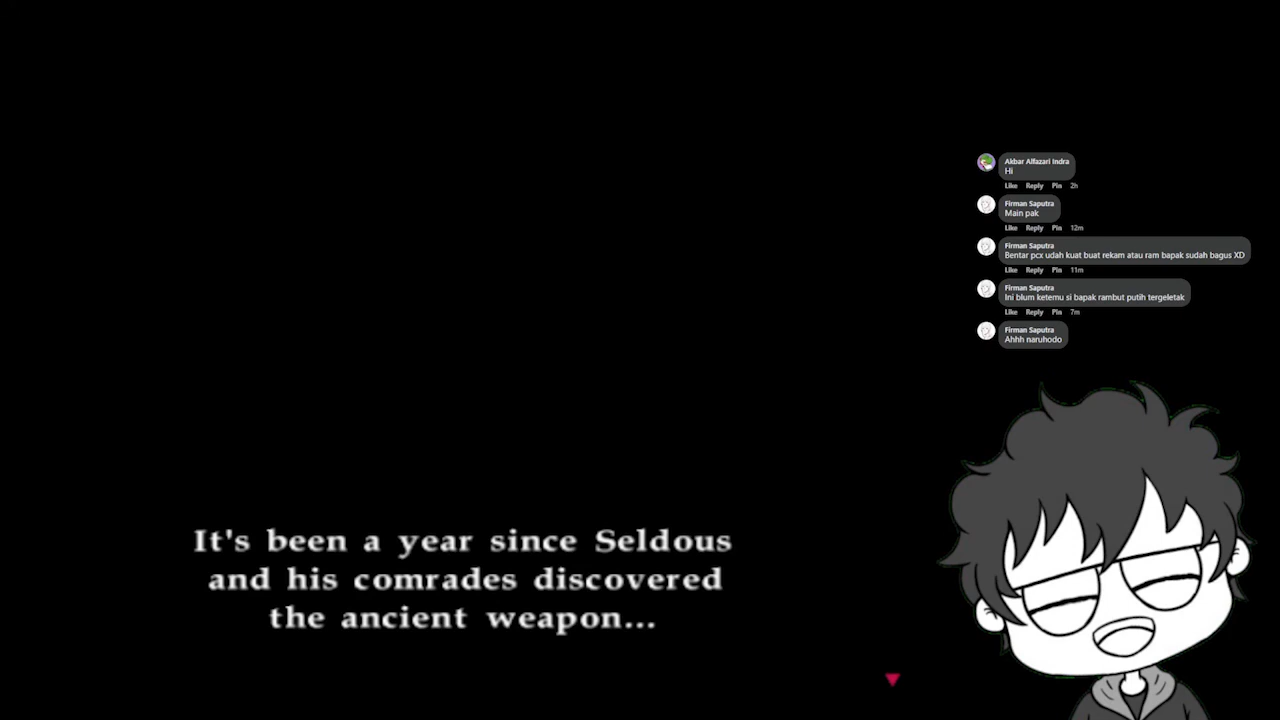 Akbar Alfazari Indra
Hi
Like Reply Pin 2h
Firman Saputra
Main pak
Like Reply Pin 12m
Firman Saputra
Bentar pcx udah kuat buat rekam atau ram bapak sudah bagus XD
Like Reply Pin 11m
Firman Saputra
Ini blum ketemu si bapak rambut putih tergeletak
Like Reply Pin 7m
Firman Saputra
Ahhh naruhodo
It's been a year since Seldous
and his comrades discovered
the ancient weapon...